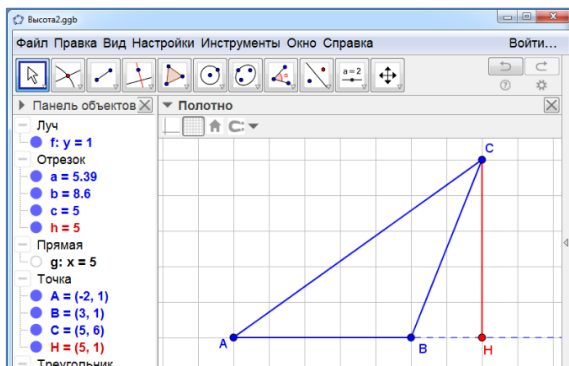 Высота2.ggb
Файл Правка Вид Настройки Инструменты Окно Справка Войти...
a=2
Панель объектов Полотно
Луч
f: y = 1
Отрезок
a = 5.39
b = 8.6
c = 5
h = 5
Прямая
g: x = 5
Точка
A = (-2, 1)
B = (3, 1)
C = (5, 6)
H = (5, 1)
Треугольник
C
A
B
H